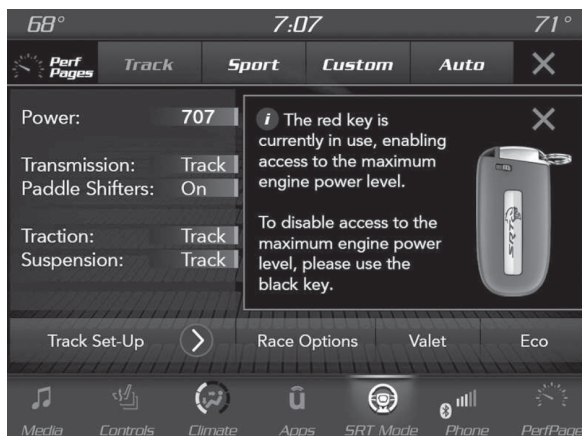 68° 7:07 71°
Perf Pages Track Sport Custom Auto
Power: 707
Transmission: Track
Paddle Shifters: On
Traction: Track
Suspension: Track
i The red key is
currently in use, enabling
access to the maximum
engine power level.
To disable access to the
maximum engine power
level, please use the
black key.
SRT
Track Set-Up Race Options Valet Eco
Media Controls Climate Apps SRT Mode Phone PerfPage